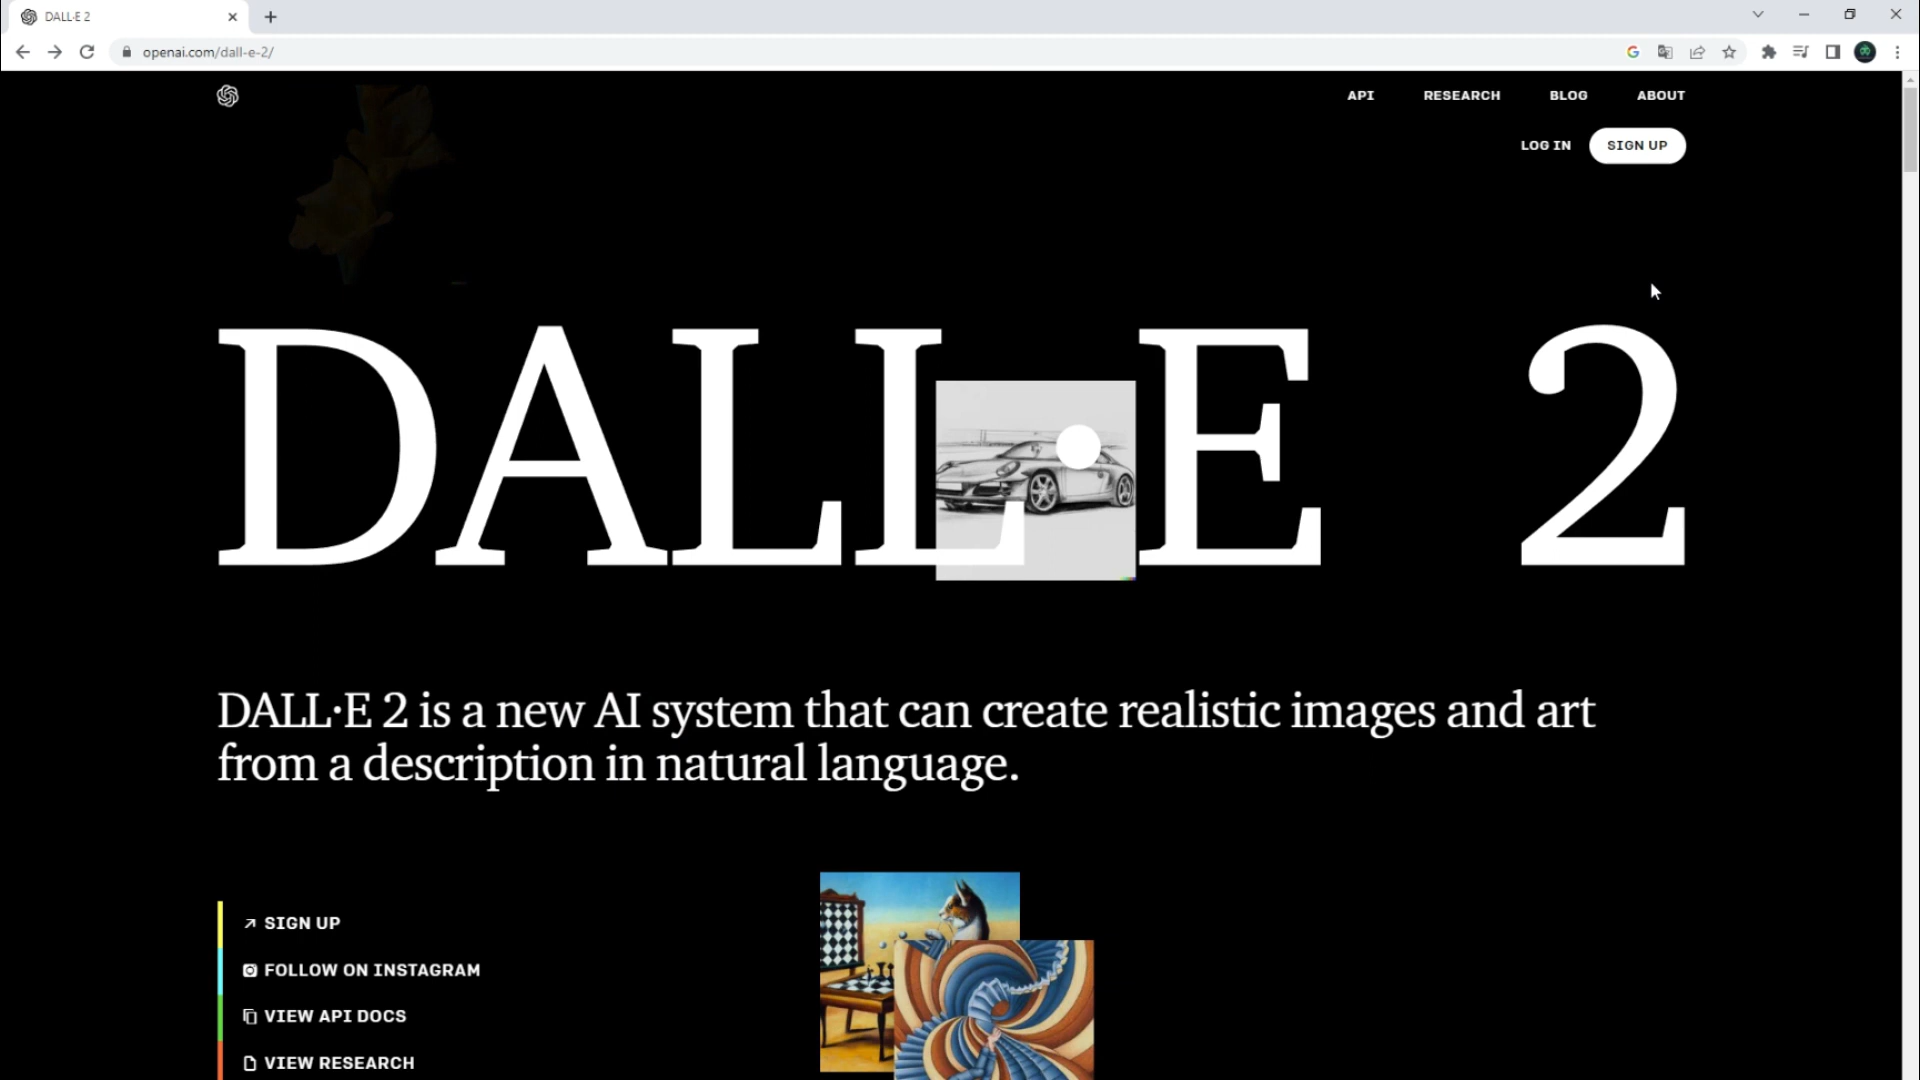 DALL·E 2
openai.com/dall-e-2/
API RESEARCH BLOG ABOUT
LOG IN SIGN UP
DALL·E 2
DALL·E 2 is a new AI system that can create realistic images and art
from a description in natural language.
SIGN UP
FOLLOW ON INSTAGRAM
VIEW API DOCS
VIEW RESEARCH